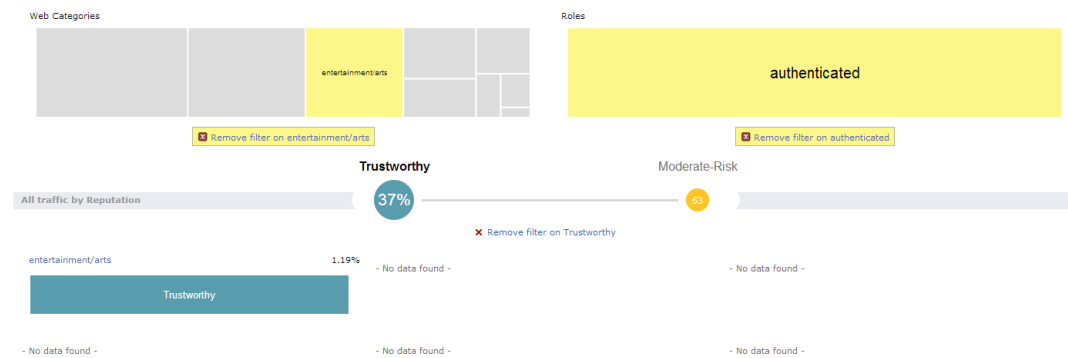 Web Categories
Roles
entertainment/arts
authenticated
x Remove filter on entertainment/arts
x Remove filter on authenticated
Trustworthy
Moderate-Risk
All traffic by Reputation
37%
63
Remove filter on Trustworthy
entertainment/arts 1.19%
- No data found -
- No data found -
Trustworthy
- No data found -
- No data found -
- No data found -